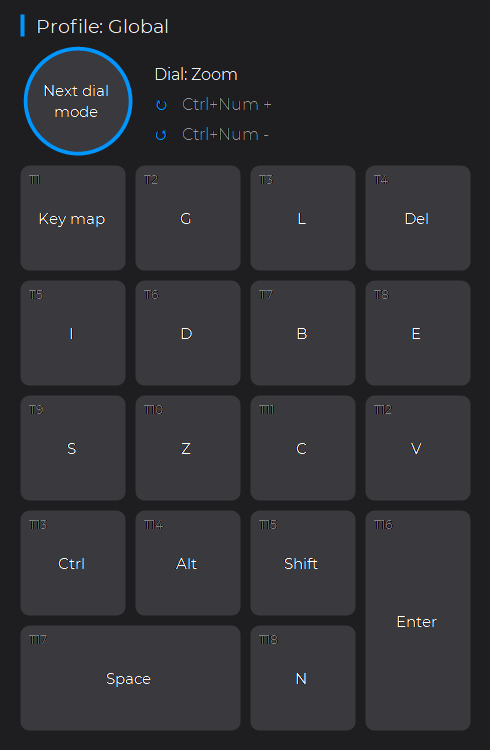 Profile: Global
Next dial
mode
Dial: Zoom
↻ Ctrl+Num +
↺ Ctrl+Num -
T1 T2 T3 T4
Key map G L Del
T5 T6 T7 T8
I D B E
T9 T10 T11 T12
S Z C V
T13 T14 T15 T16
Ctrl Alt Shift
Enter
T17 T18
Space N